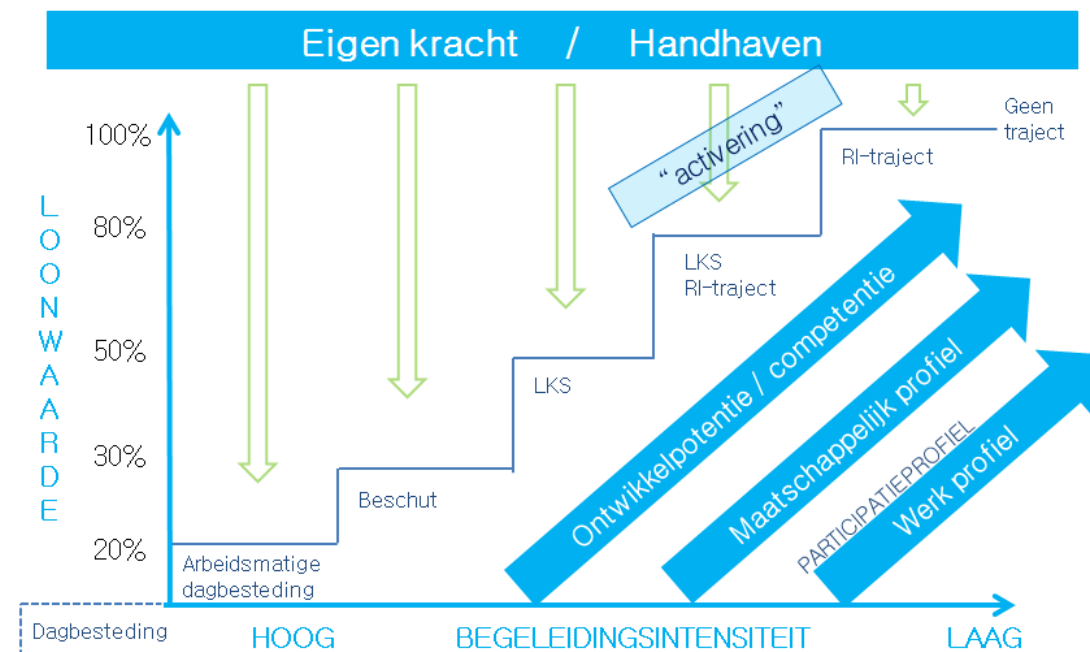 Eigen kracht / Handhaven
“activering”
Geen
traject
100%
RI-traject
80%
LKS
RI-traject
50%
LKS
30%
Beschut
20%
Arbeidsmatige
dagbesteding
LOONWAARDE
Ontwikkelpotentie / competentie
Maatschappelijk profiel
PARTICIPATIEPROFIEL
Werk profiel
Dagbesteding
HOOG
BEGELEIDINGSINTENSITEIT
LAAG